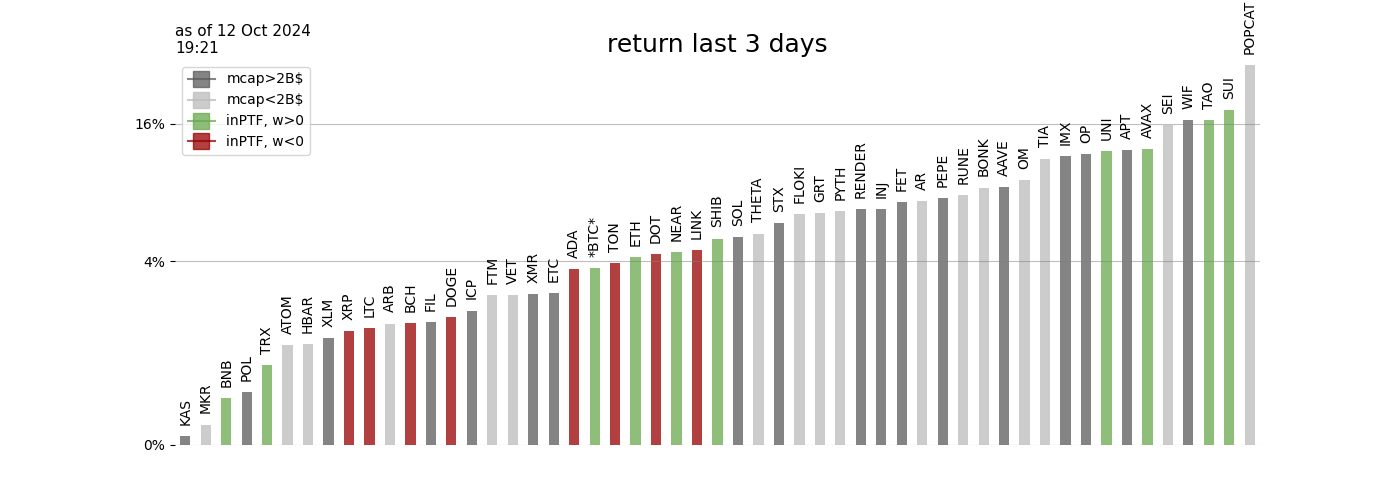 as of 12 Oct 2024
19:21
return last 3 days
mcap>2B$
mcap<2B$
inPTF, w>0
inPTF, w<0
16%
4%
0%
KAS
MKR
BNB
POL
TRX
ATOM
HBAR
XLM
XRP
LTC
ARB
BCH
FIL
DOGE
ICP
FTM
VET
XMR
ETC
ADA
*BTC*
TON
ETH
DOT
NEAR
LINK
SHIB
SOL
THETA
STX
FLOKI
GRT
PYTH
RENDER
INJ
FET
AR
PEPE
RUNE
BONK
AAVE
OM
TIA
IMX
OP
UNI
APT
AVAX
SEI
WIF
TAO
SUI
POPCAT